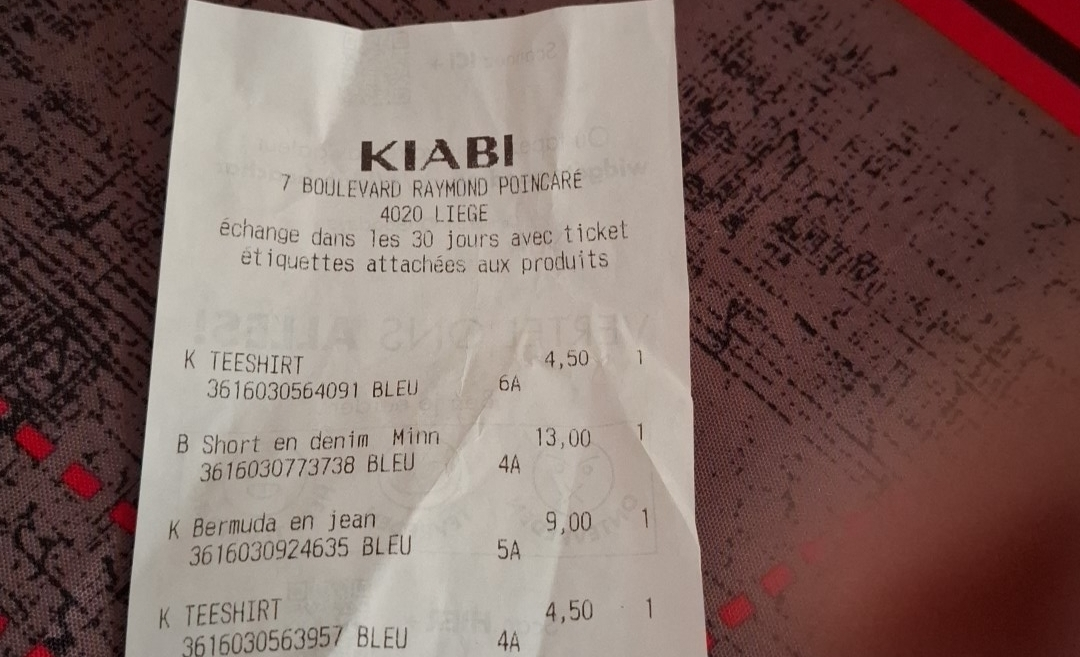 KIABI
7 BOULEVARD RAYMOND POINCARÉ
4020 LIEGE
échange dans les 30 jours avec ticket
étiquettes attachées aux produits
K TEESHIRT 4,50 1
3616030564091 BLEU 6A
B Short en denim Minn 13,00 1
3616030773738 BLEU 4A
K Bermuda en jean 9,00 1
3616030924635 BLEU 5A
K TEESHIRT 4,50 1
3616030563957 BLEU 4A